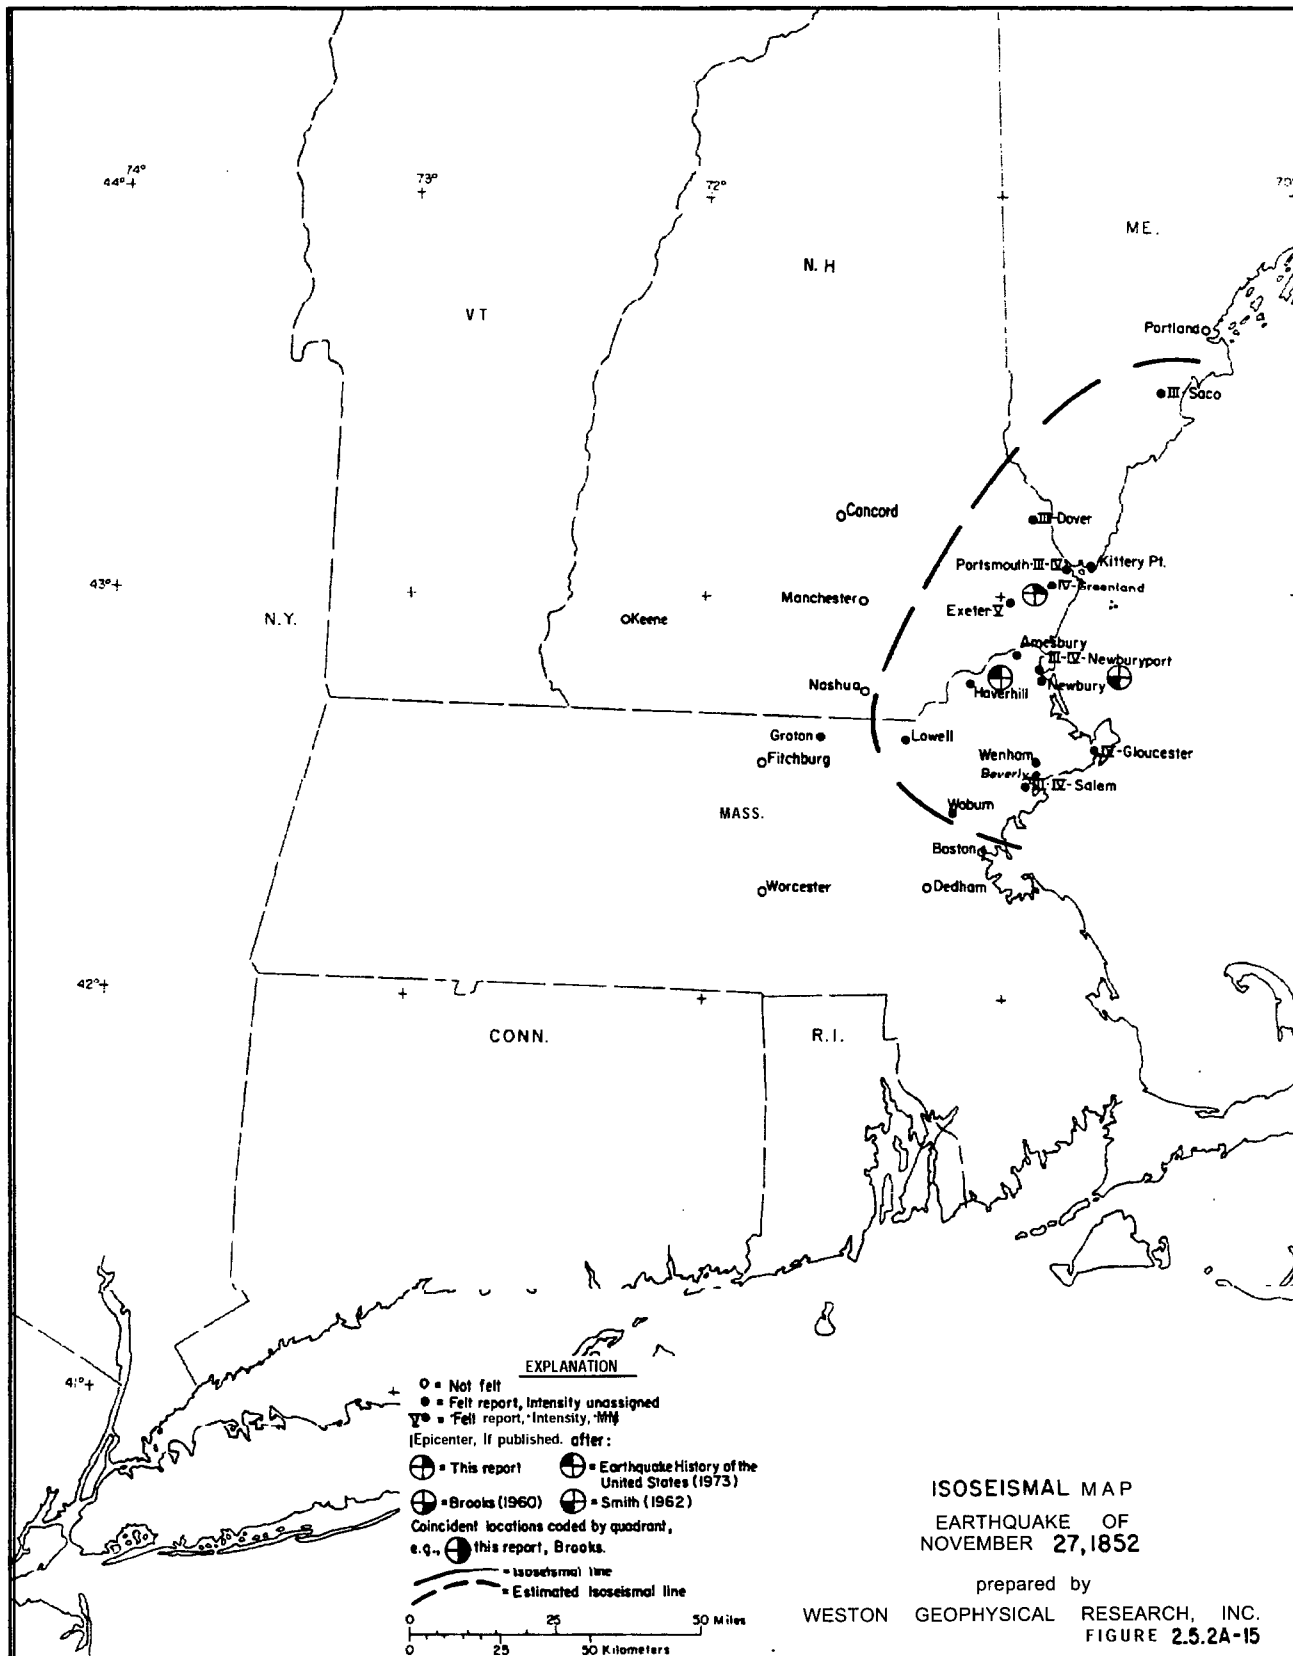 44° 74°
73°
72°
70
ME.
N.H
VT
Portland
III-Saco
Concord
III-Dover
Portsmouth-III-IV
Kittery Pt.
43°
IV-Greenland
Manchester
Exeter V
N.Y.
Keene
Amesbury
III-IV-Newburyport
Newbury
Haverhill
Nashua
Groton
Lowell
Fitchburg
Wenham
IV-Gloucester
Beverly
III-IV-Salem
Woburn
MASS.
Boston
Worcester
Dedham
42°
CONN.
R.I.
41°
EXPLANATION
= Not felt
= Felt report, Intensity unassigned
V = Felt report, Intensity, MM
Epicenter, If published. after:
= This report
= Earthquake History of the
United States (1973)
= Brooks (1960)
= Smith (1962)
Coincident locations coded by quadrant,
e.g., this report, Brooks.
= Isoseismal line
= Estimated Isoseismal line
0 25 50 Miles
0 25 50 Kilometers
ISOSEISMAL MAP
EARTHQUAKE OF
NOVEMBER 27,1852
prepared by
WESTON GEOPHYSICAL RESEARCH, INC.
FIGURE 2.5.2A-15